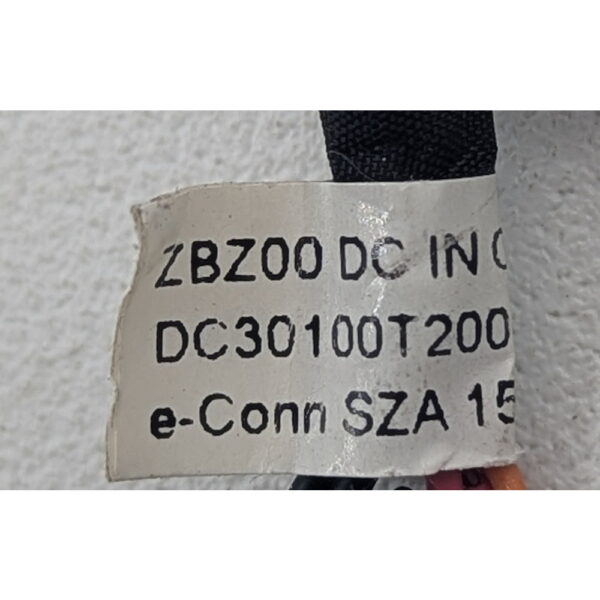 ZBZ00 DC IN
DC30100T200
e-Conn SZA 15